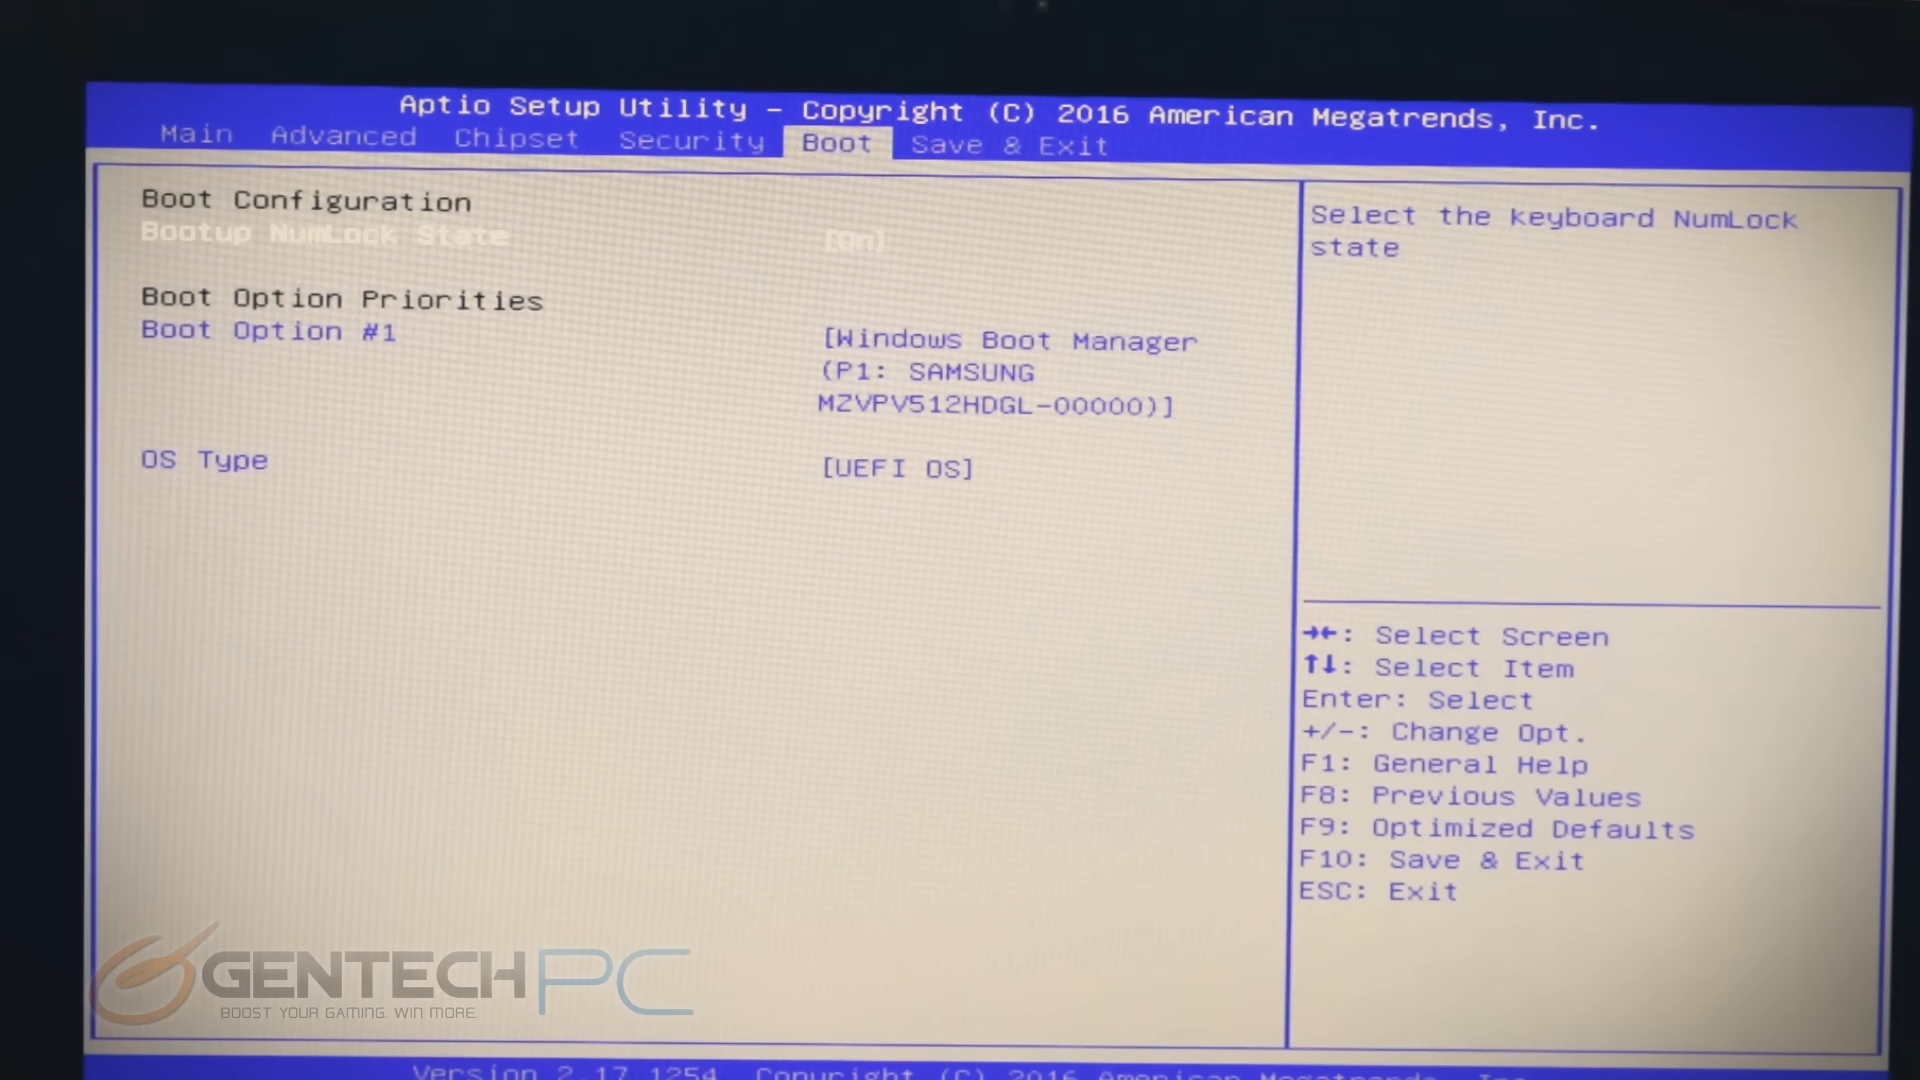 Aptio Setup Utility – Copyright (C) 2016 American Megatrends, Inc.
Main Advanced Chipset Security Boot Save & Exit
Boot Configuration
Bootup NumLock State [On]
Boot Option Priorities
Boot Option #1 [Windows Boot Manager
(P1: SAMSUNG
MZVPV512HDGL-00000)]
OS Type [UEFI OS]
Select the keyboard NumLock
state
→←: Select Screen
↑↓: Select Item
Enter: Select
+/-: Change Opt.
F1: General Help
F8: Previous Values
F9: Optimized Defaults
F10: Save & Exit
ESC: Exit
GENTECH PC
BOOST YOUR GAMING. WIN MORE.
Version 2.17.1254. Copyright (C) 2016 American Megatrends, Inc.